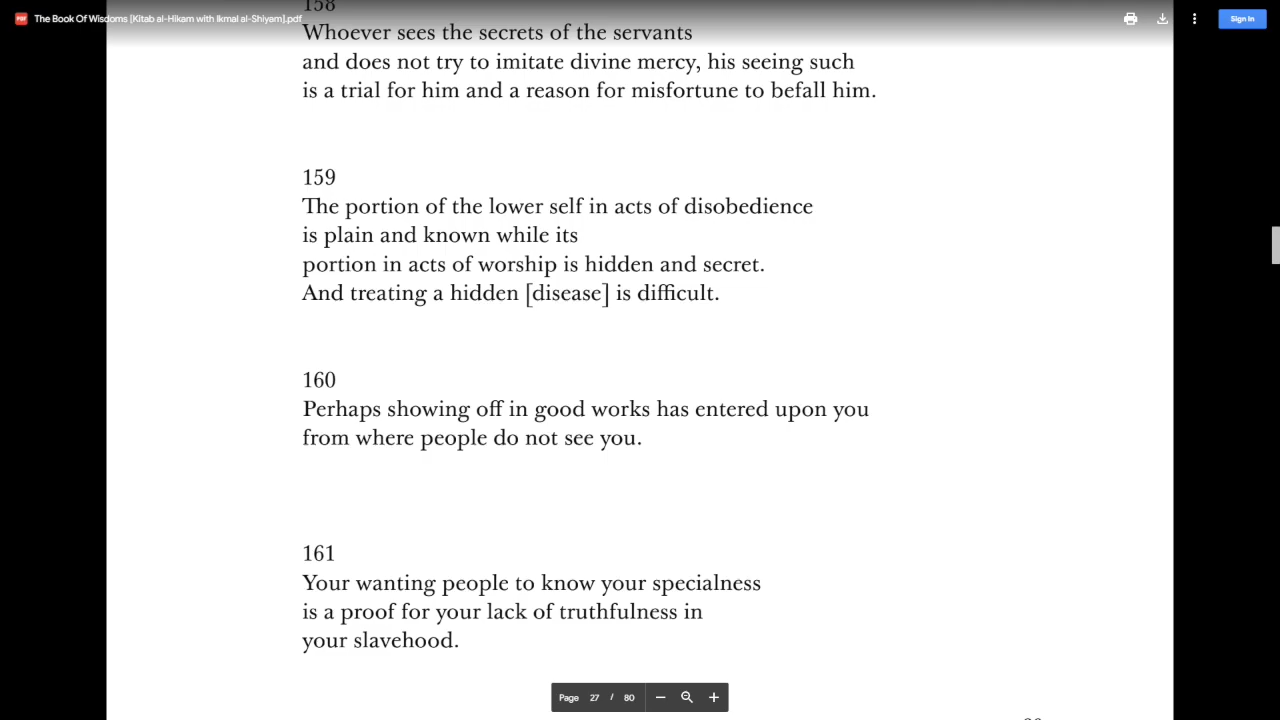 158
The Book Of Wisdoms [Kitab al-Hikam with Ikmal al-Shiyam].pdf
Sign in
Whoever sees the secrets of the servants
and does not try to imitate divine mercy, his seeing such
is a trial for him and a reason for misfortune to befall him.
159
The portion of the lower self in acts of disobedience
is plain and known while its
portion in acts of worship is hidden and secret.
And treating a hidden [disease] is difficult.
160
Perhaps showing off in good works has entered upon you
from where people do not see you.
161
Your wanting people to know your specialness
is a proof for your lack of truthfulness in
your slavehood.
Page 27 / 80